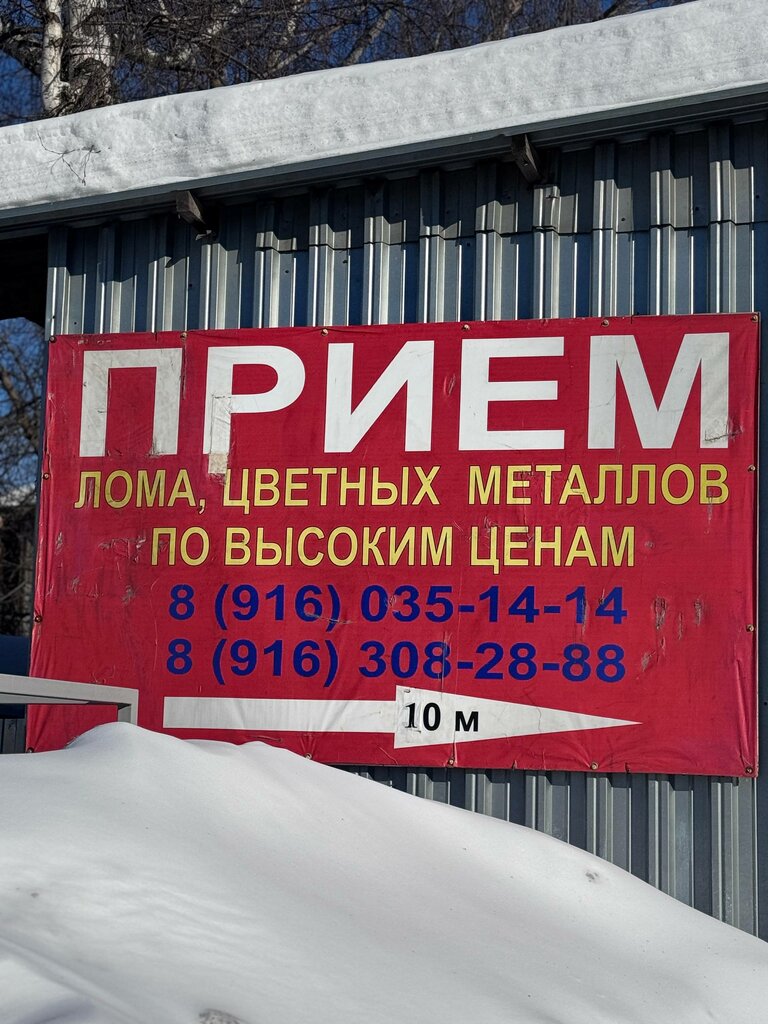 ПРИЕМ
ЛОМА, ЦВЕТНЫХ МЕТАЛЛОВ
ПО ВЫСОКИМ ЦЕНАМ
8 (916) 035-14-14
8 (916) 308-28-88
10 м